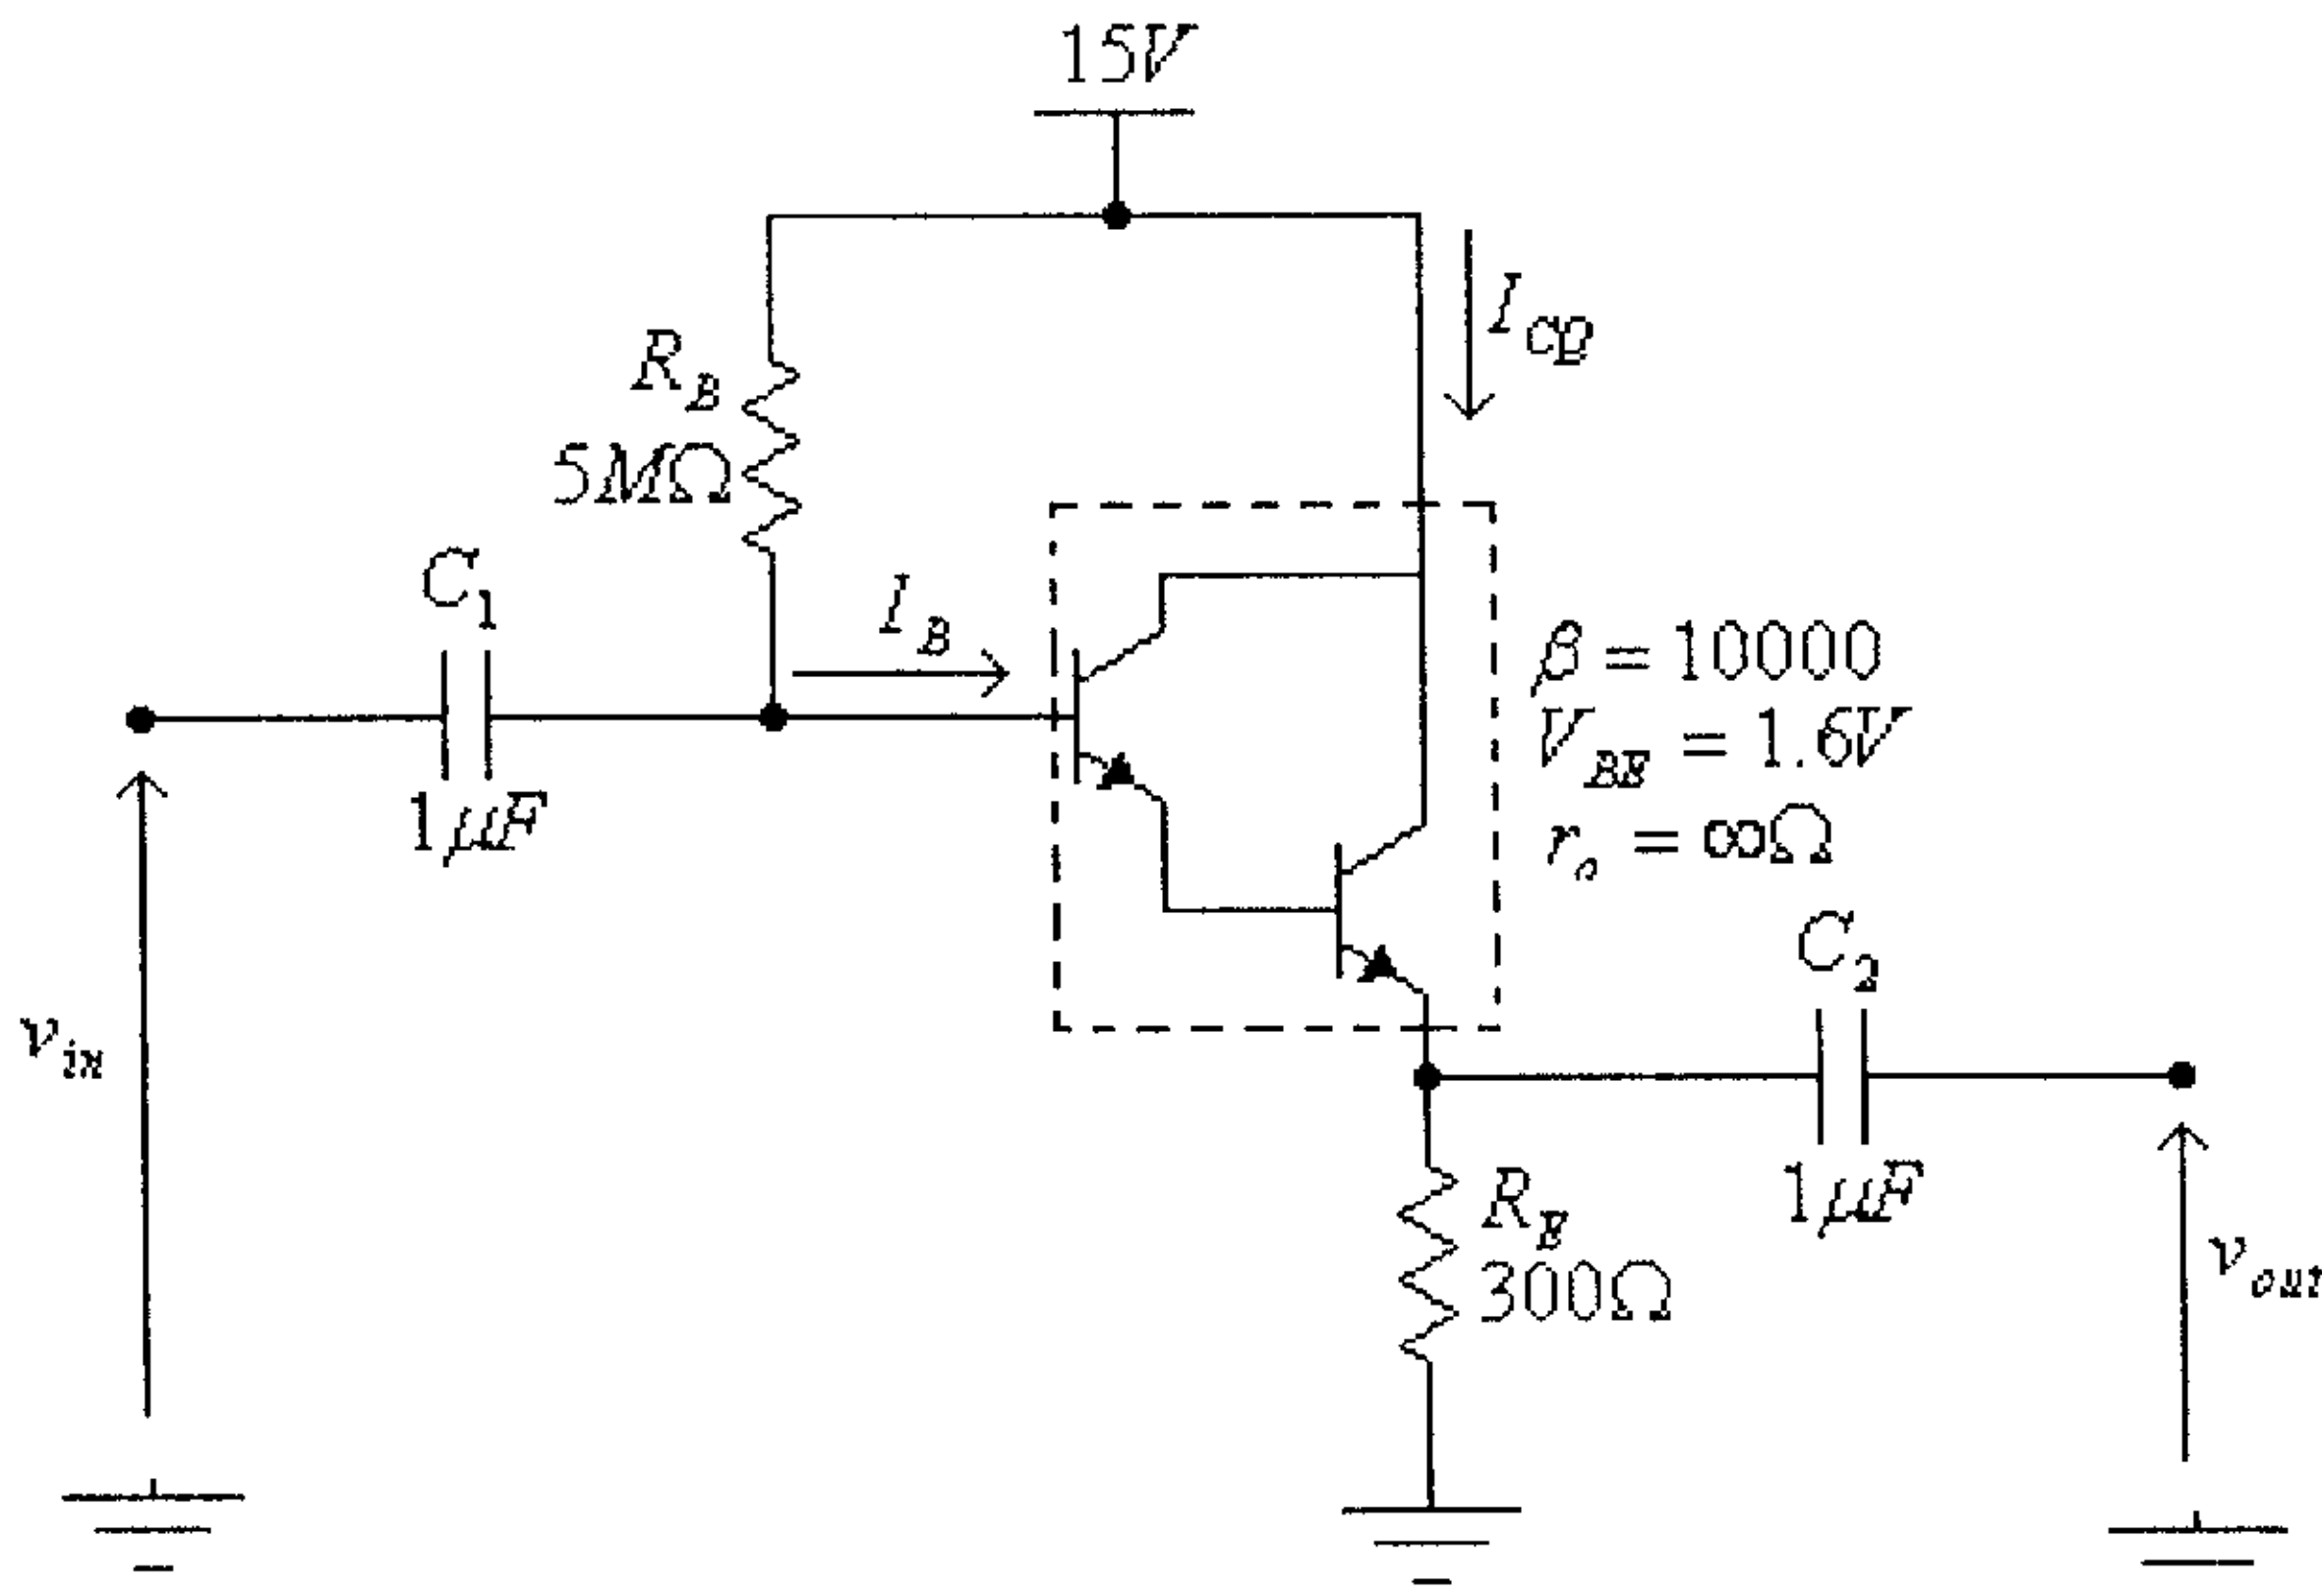 15V
I_CQ
R_B
5MΩ
C_1
1μF
I_B
β = 10000
V_BE = 1.6V
r_o = ∞Ω
C_2
1μF
v_in
R_E
300Ω
v_out